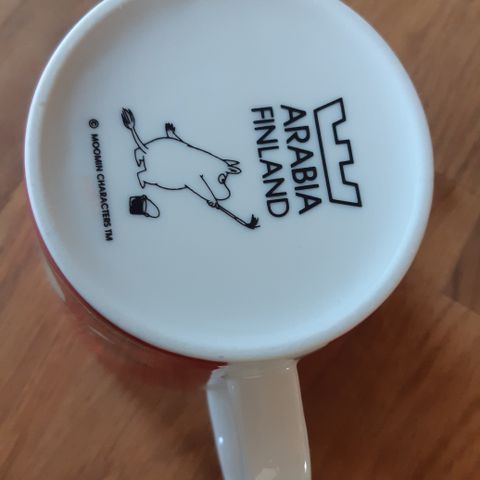 ARABIA
FINLAND
© MOOMIN CHARACTERS TM